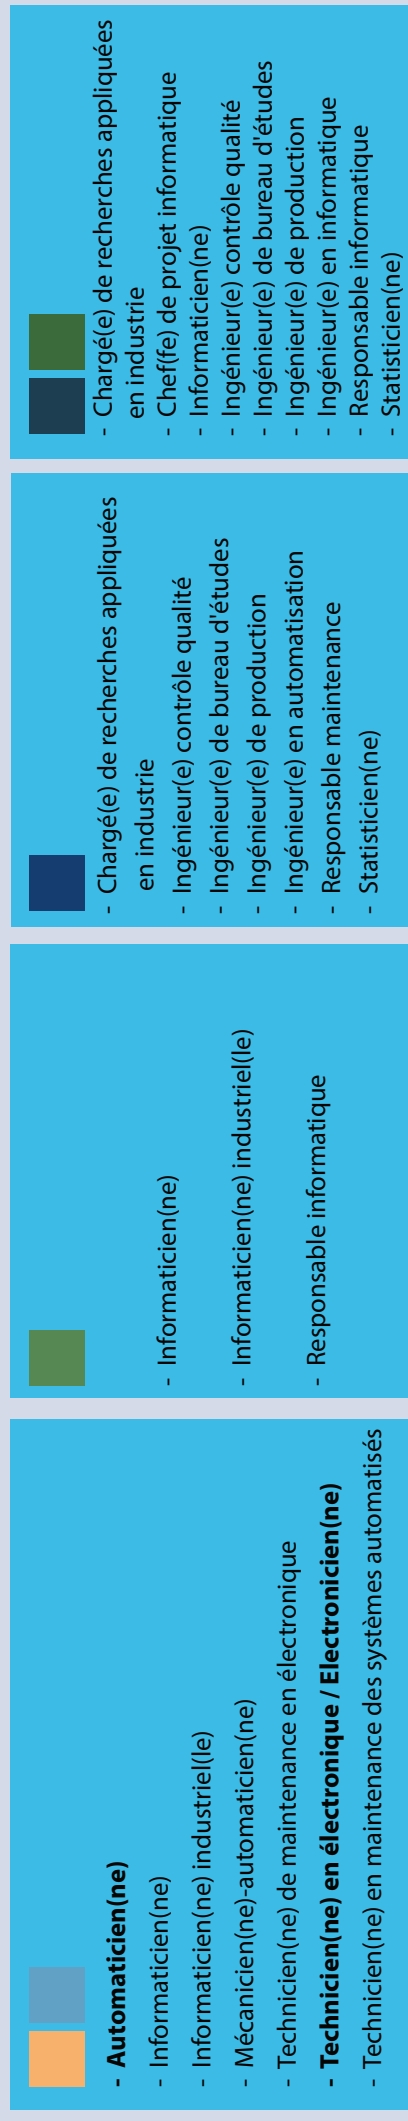 - Automaticien(ne)
- Informaticien(ne)
- Informaticien(ne) industriel(le)
- Mécanicien(ne)-automaticien(ne)
- Technicien(ne) de maintenance en électronique
- Technicien(ne) en électronique / Electronicien(ne)
- Technicien(ne) en maintenance des systèmes automatisés
- Informaticien(ne)
- Informaticien(ne) industriel(le)
- Responsable informatique
- Chargé(e) de recherches appliquées
en industrie
- Ingénieur(e) contrôle qualité
- Ingénieur(e) de bureau d'études
- Ingénieur(e) de production
- Ingénieur(e) en automatisation
- Responsable maintenance
- Statisticien(ne)
- Chargé(e) de recherches appliquées
en industrie
- Chef(fe) de projet informatique
- Informaticien(ne)
- Ingénieur(e) contrôle qualité
- Ingénieur(e) de bureau d'études
- Ingénieur(e) de production
- Ingénieur(e) en informatique
- Responsable informatique
- Statisticien(ne)